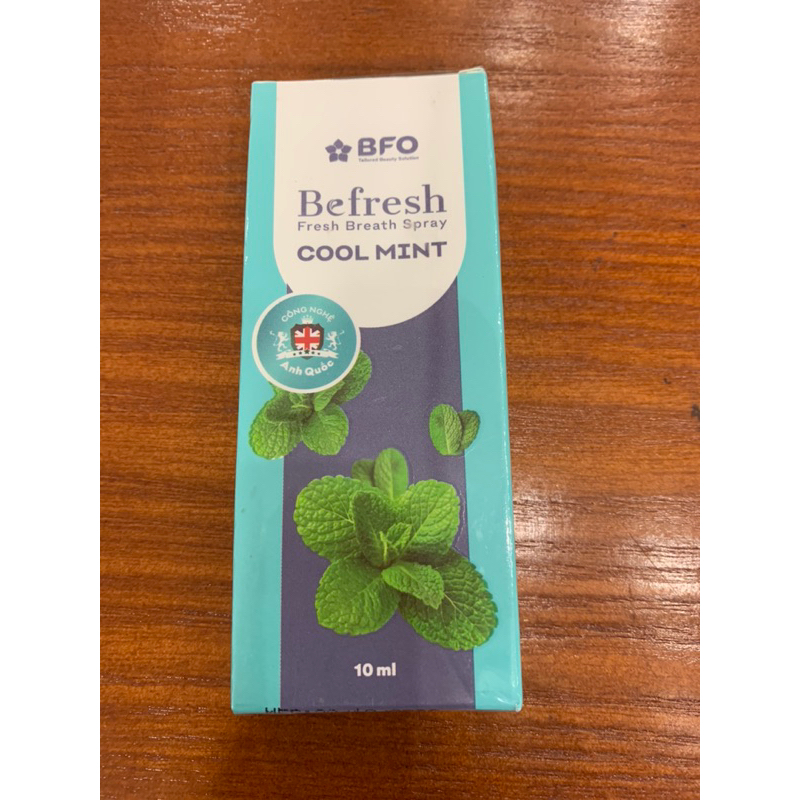 BFO
Tailored Beauty Solution
Befresh
Fresh Breath Spray
COOL MINT
CÔNG NGHỆ
Anh Quốc
10 ml